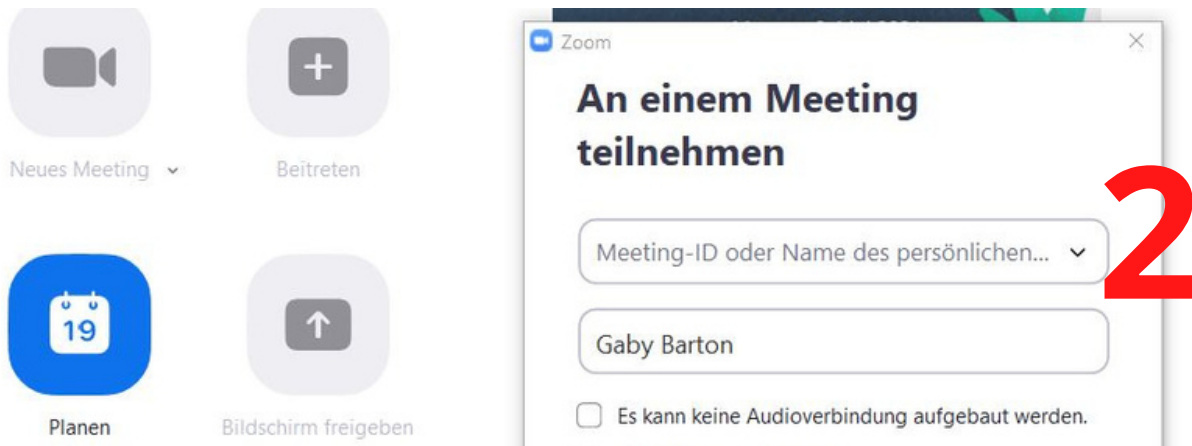 Neues Meeting
Beitreten
19
Planen
Bildschirm freigeben
Zoom
An einem Meeting
teilnehmen
Meeting-ID oder Name des persönlichen...
2
Gaby Barton
Es kann keine Audioverbindung aufgebaut werden.